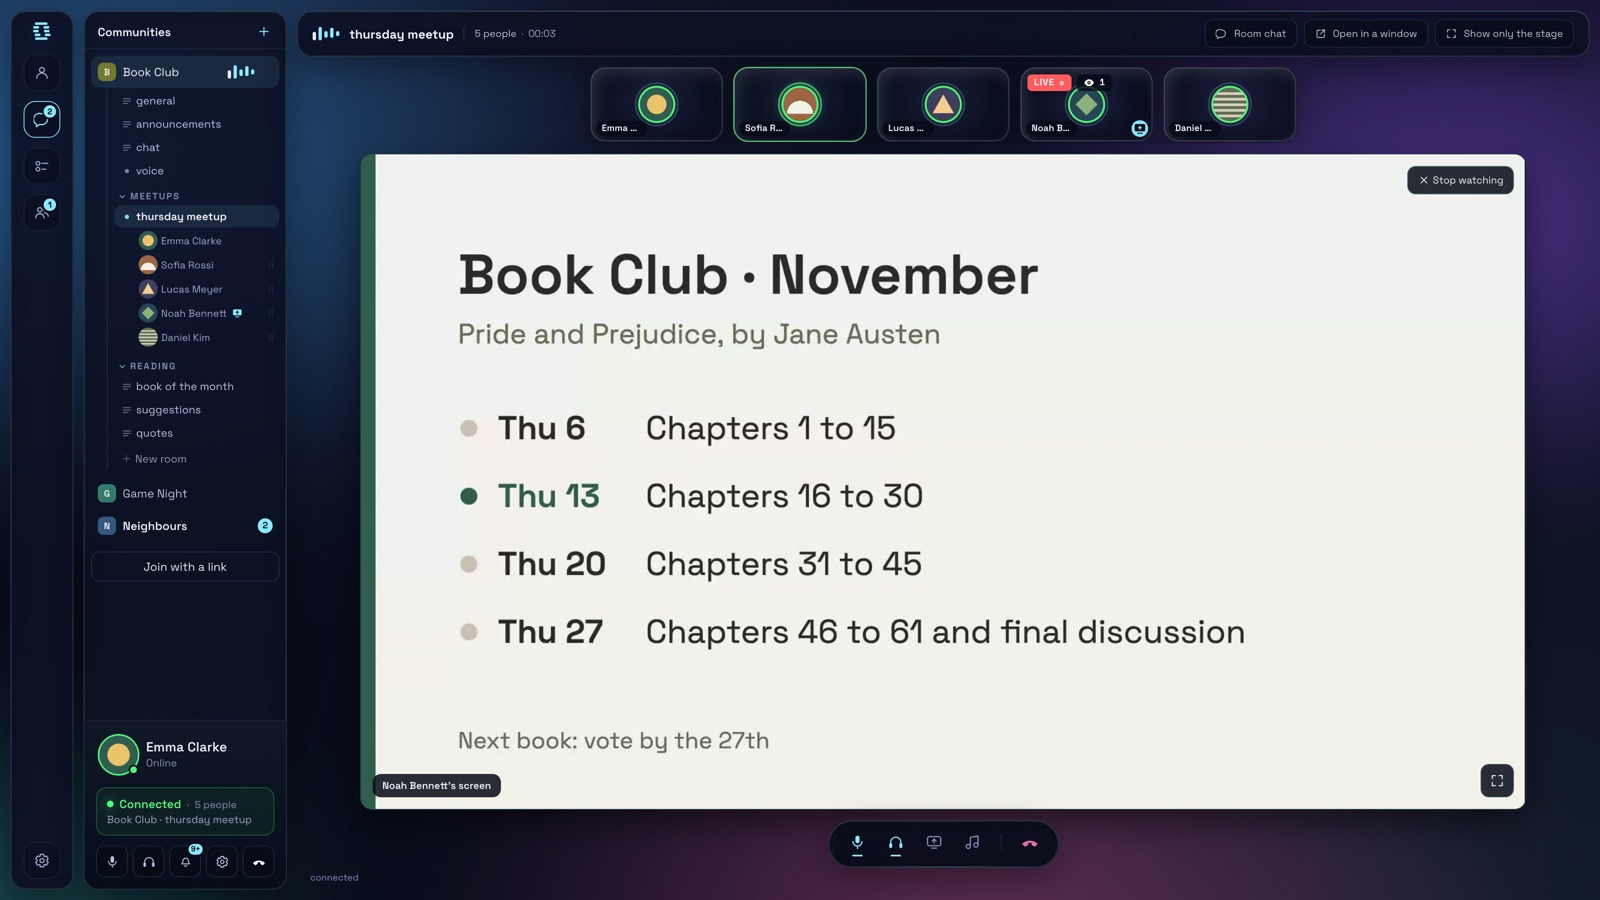 Communities
B Book Club
general
announcements
chat
voice
MEETUPS
thursday meetup
Emma Clarke
Sofia Rossi
Lucas Meyer
Noah Bennett
Daniel Kim
READING
book of the month
suggestions
quotes
+ New room
G Game Night
N Neighbours 2
Join with a link
2
1
Emma Clarke
Online
Connected · 5 people
Book Club · thursday meetup
9+
thursday meetup 5 people · 00:03
Room chat
Open in a window
Show only the stage
Emma ...
Sofia R...
Lucas ...
LIVE 1
Noah B...
Daniel ...
Stop watching
Book Club · November
Pride and Prejudice, by Jane Austen
Thu 6 Chapters 1 to 15
Thu 13 Chapters 16 to 30
Thu 20 Chapters 31 to 45
Thu 27 Chapters 46 to 61 and final discussion
Next book: vote by the 27th
Noah Bennett's screen
connected